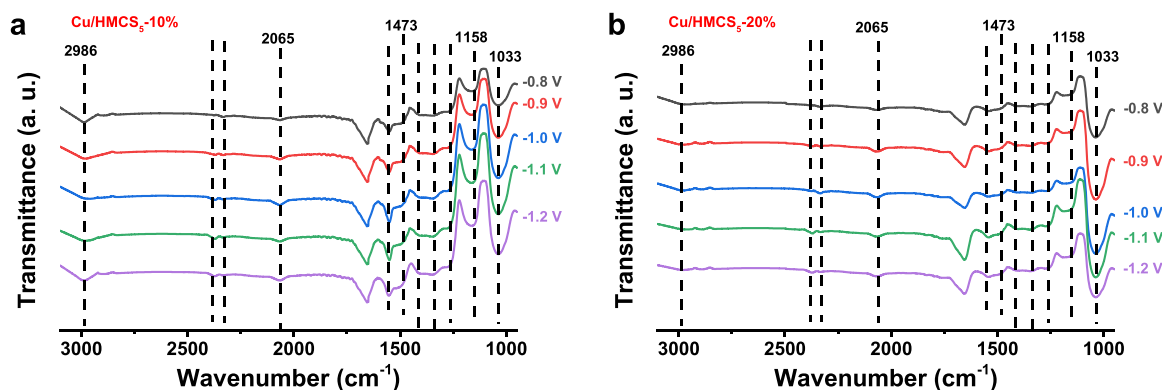 a
Cu/HMCS5-10%
2986
2065
1473
1158
1033
-0.8 V
-0.9 V
-1.0 V
-1.1 V
-1.2 V
Transmittance (a. u.)
3000 2500 2000 1500 1000
Wavenumber (cm-1)
b
Cu/HMCS5-20%
2986
2065
1473
1158
1033
-0.8 V
-0.9 V
-1.0 V
-1.1 V
-1.2 V
Transmittance (a. u.)
3000 2500 2000 1500 1000
Wavenumber (cm-1)